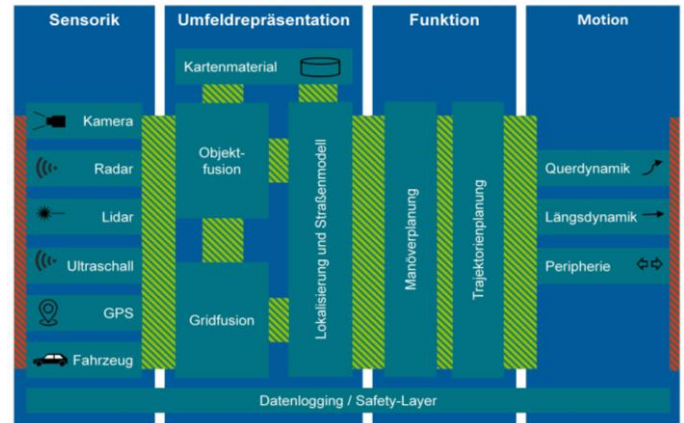 Sensorik
Umfeldrepräsentation
Funktion
Motion
Kartenmaterial
Kamera
Radar
Lidar
Ultraschall
GPS
Fahrzeug
Objekt-
fusion
Gridfusion
Lokalisierung und Straßenmodell
Manöverplanung
Trajektorienplanung
Querdynamik
Längsdynamik
Peripherie
Datenlogging / Safety-Layer